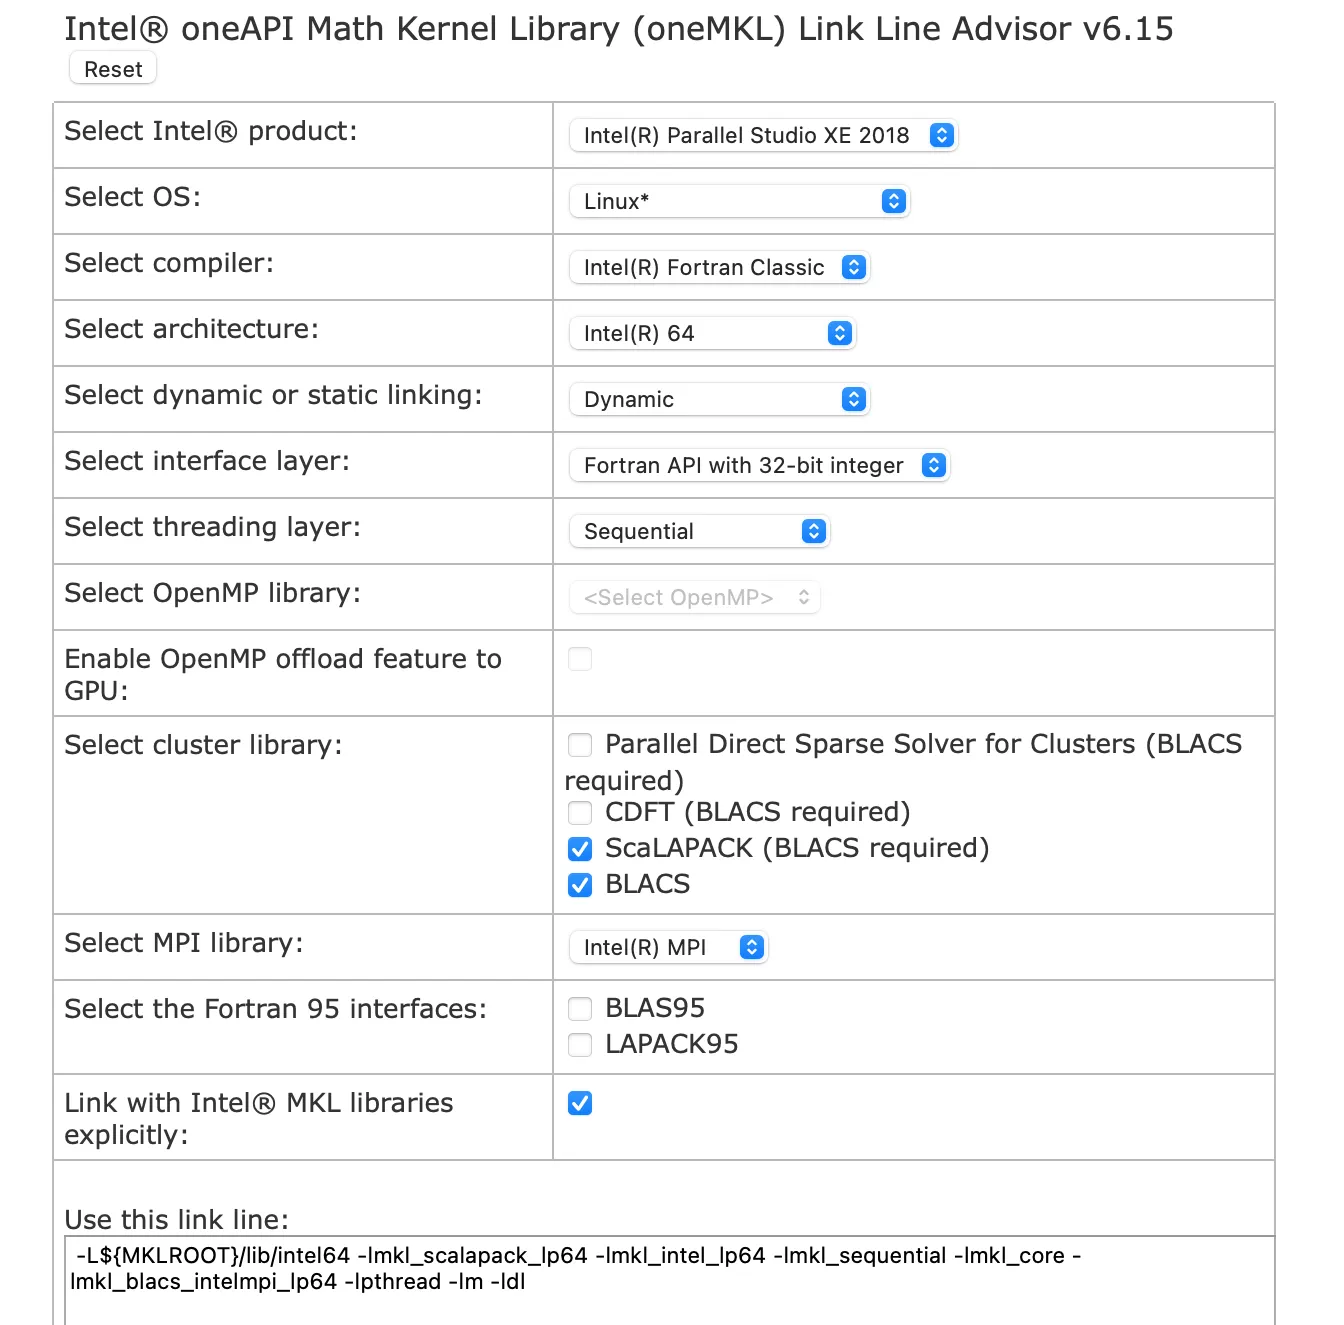 Intel® oneAPI Math Kernel Library (oneMKL) Link Line Advisor v6.15
Reset
Select Intel® product:
Intel(R) Parallel Studio XE 2018
Select OS:
Linux*
Select compiler:
Intel(R) Fortran Classic
Select architecture:
Intel(R) 64
Select dynamic or static linking:
Dynamic
Select interface layer:
Fortran API with 32-bit integer
Select threading layer:
Sequential
Select OpenMP library:
<Select OpenMP>
Enable OpenMP offload feature to
GPU:
Select cluster library:
Parallel Direct Sparse Solver for Clusters (BLACS
required)
CDFT (BLACS required)
ScaLAPACK (BLACS required)
BLACS
Select MPI library:
Intel(R) MPI
Select the Fortran 95 interfaces:
BLAS95
LAPACK95
Link with Intel® MKL libraries
explicitly:
Use this link line:
-L${MKLROOT}/lib/intel64 -lmkl_scalapack_lp64 -lmkl_intel_lp64 -lmkl_sequential -lmkl_core -
lmkl_blacs_intelmpi_lp64 -lpthread -lm -ldl